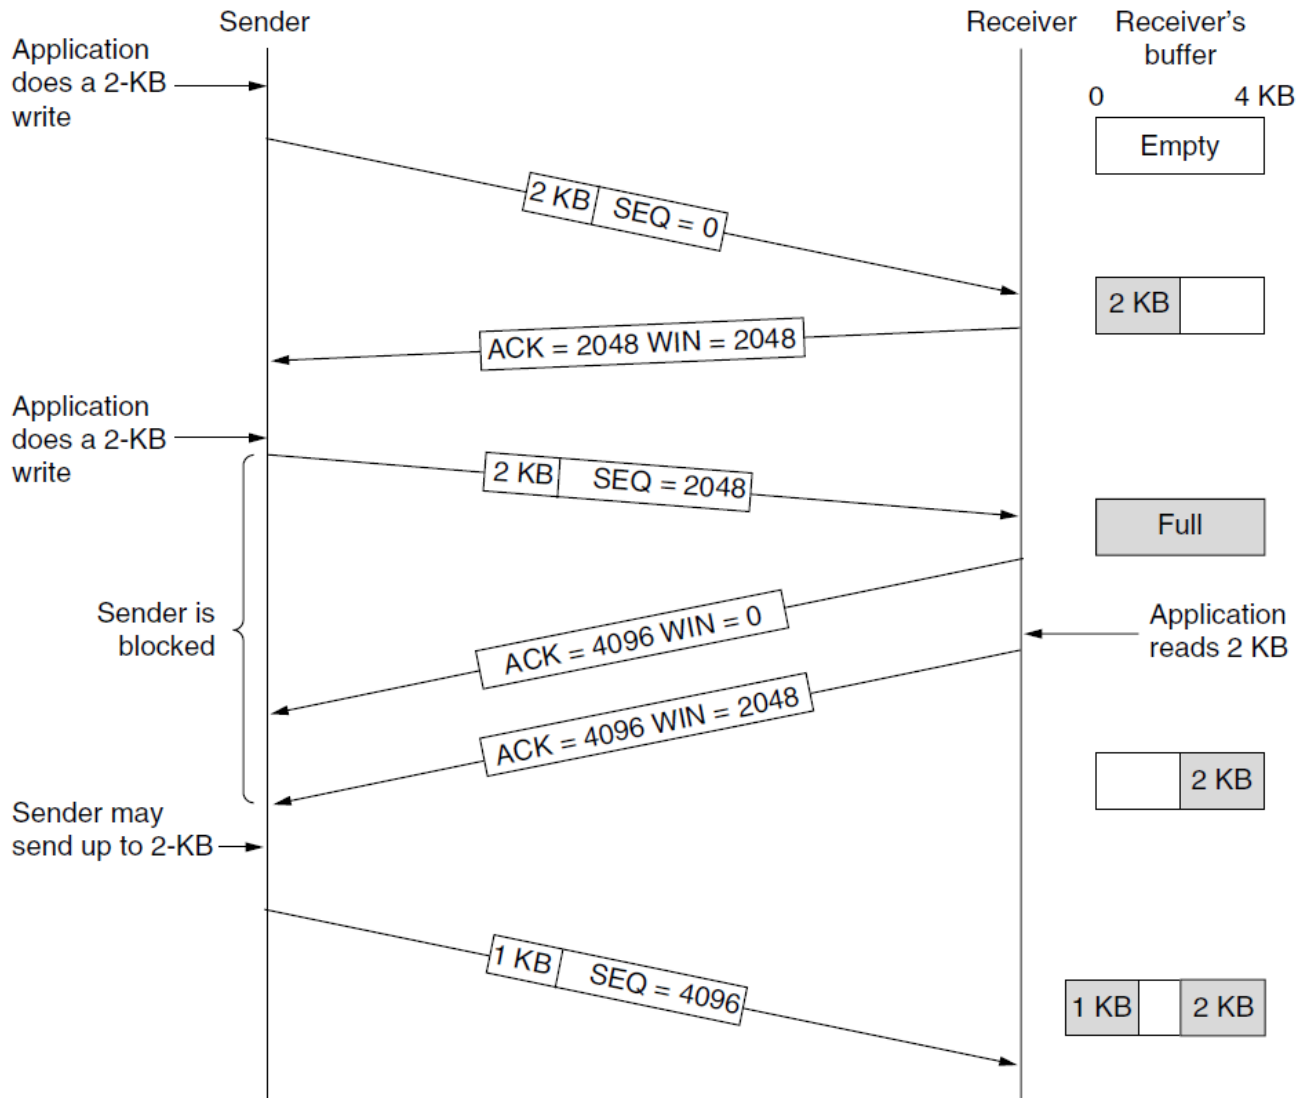 Sender
Receiver
Receiver's
buffer
Application
does a 2-KB
write
0
4 KB
Empty
2 KB
SEQ = 0
2 KB
ACK = 2048 WIN = 2048
Application
does a 2-KB
write
2 KB
SEQ = 2048
Full
Sender is
blocked
ACK = 4096 WIN = 0
Application
reads 2 KB
ACK = 4096 WIN = 2048
2 KB
Sender may
send up to 2-KB
1 KB
SEQ = 4096
1 KB
2 KB